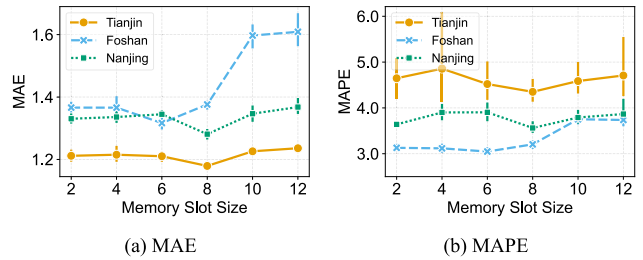 Tianjin
Foshan
Nanjing
MAE
1.6
1.4
1.2
2 4 6 8 10 12
Memory Slot Size
(a) MAE
Tianjin
Foshan
Nanjing
MAPE
6.0
5.0
4.0
3.0
2 4 6 8 10 12
Memory Slot Size
(b) MAPE